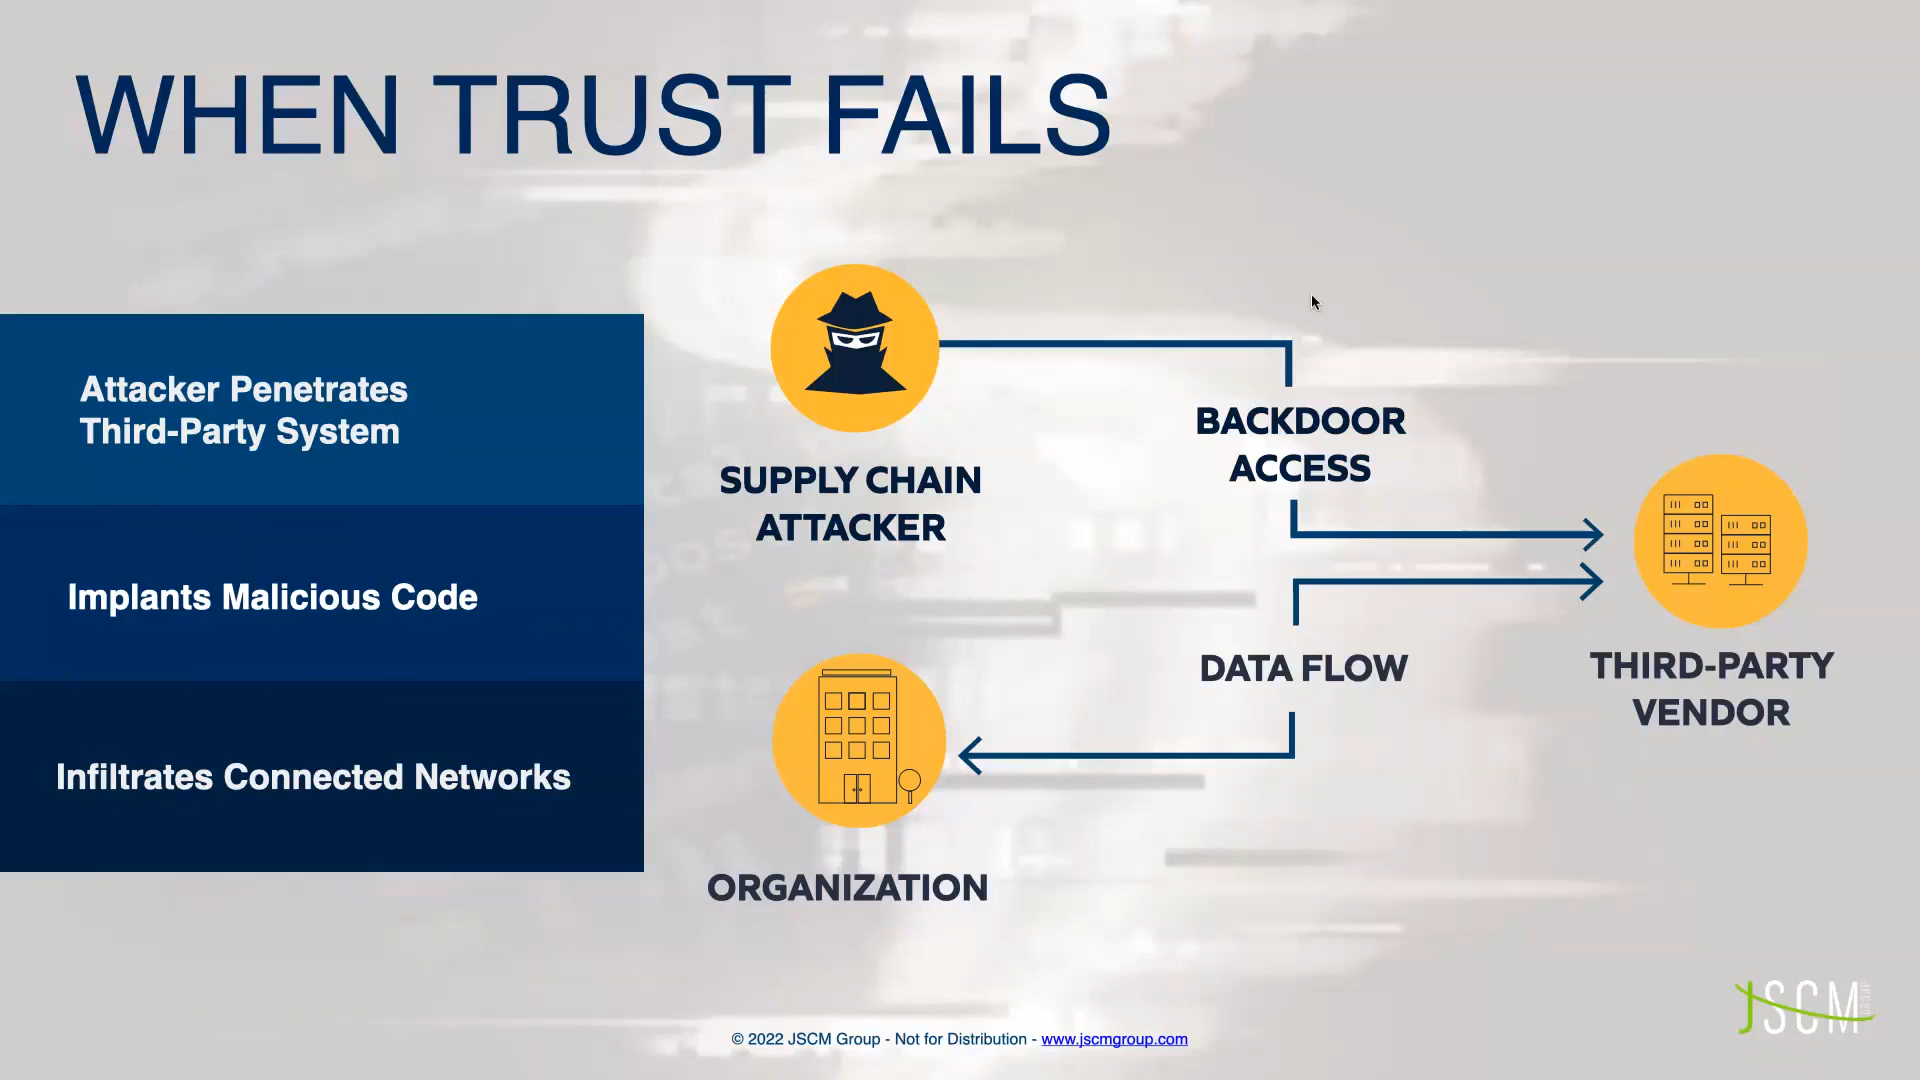 WHEN TRUST FAILS
Attacker Penetrates
Third-Party System
Implants Malicious Code
Infiltrates Connected Networks
SUPPLY CHAIN
ATTACKER
BACKDOOR
ACCESS
DATA FLOW
THIRD-PARTY
VENDOR
ORGANIZATION
JSCM
GROUP
© 2022 JSCM Group - Not for Distribution - www.jscmgroup.com